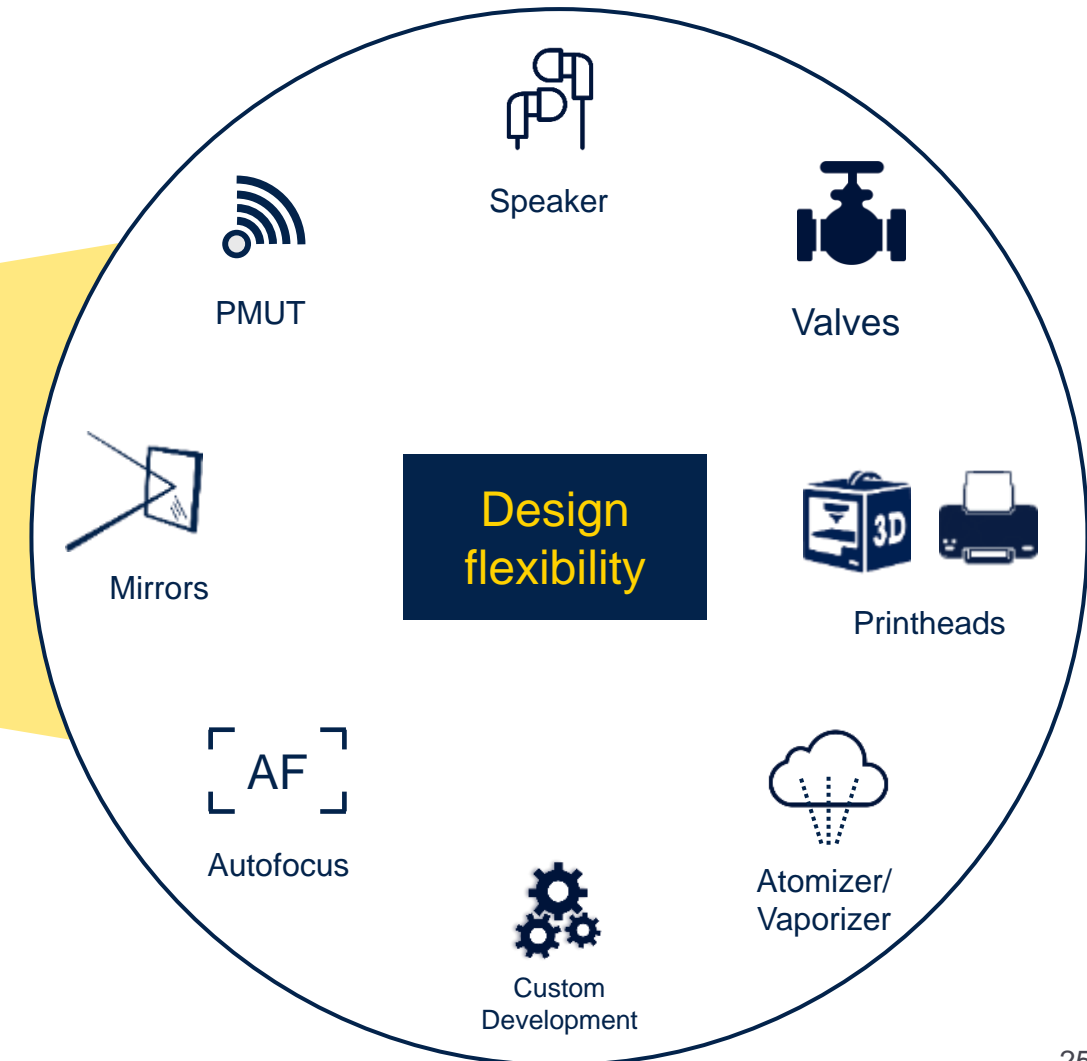 Speaker
PMUT
Valves
Design
flexibility
3D
Mirrors
Printheads
AF
Autofocus
Atomizer/
Vaporizer
Custom
Development
25